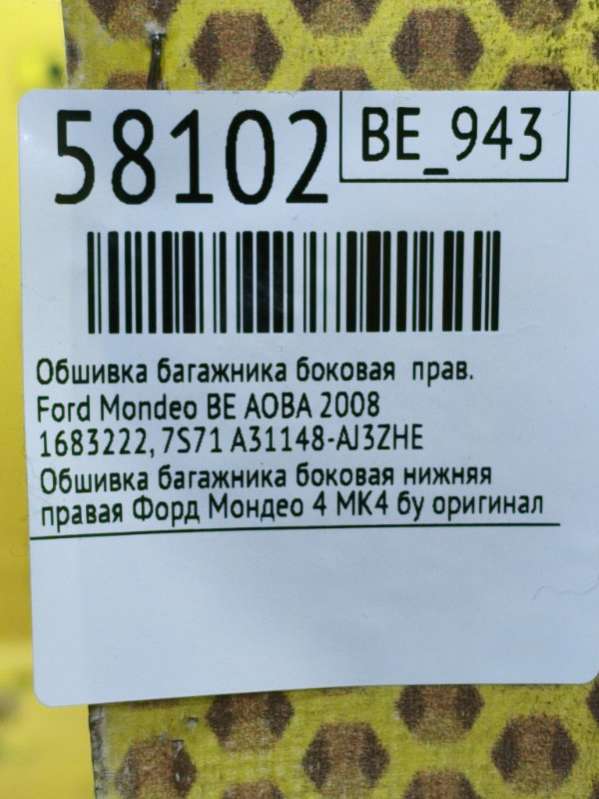 58102
BE_943
Обшивка багажника боковая прав.
Ford Mondeo BE AOBA 2008
1683222, 7S71 A31148-AJ3ZHE
Обшивка багажника боковая нижняя
правая Форд Мондео 4 МК4 бу оригинал